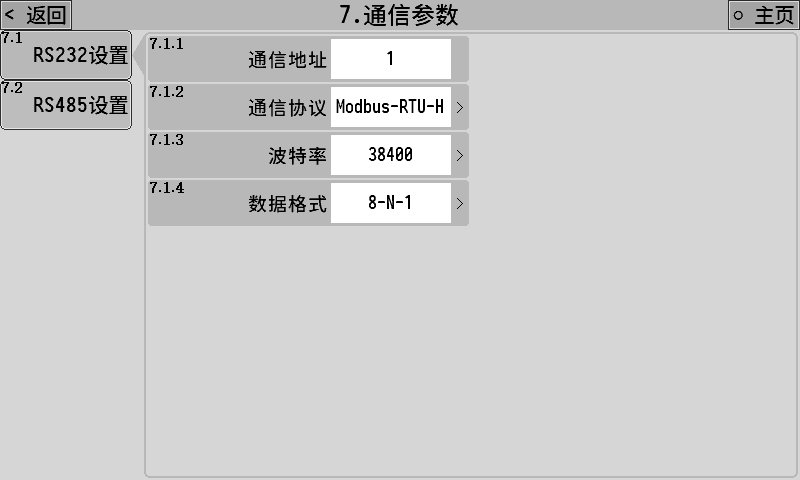 < 返回
7.通信参数
○ 主页
7.1
RS232设置
7.2
RS485设置
7.1.1
通信地址
1
7.1.2
通信协议
Modbus-RTU-H
>
7.1.3
波特率
38400
>
7.1.4
数据格式
8-N-1
>